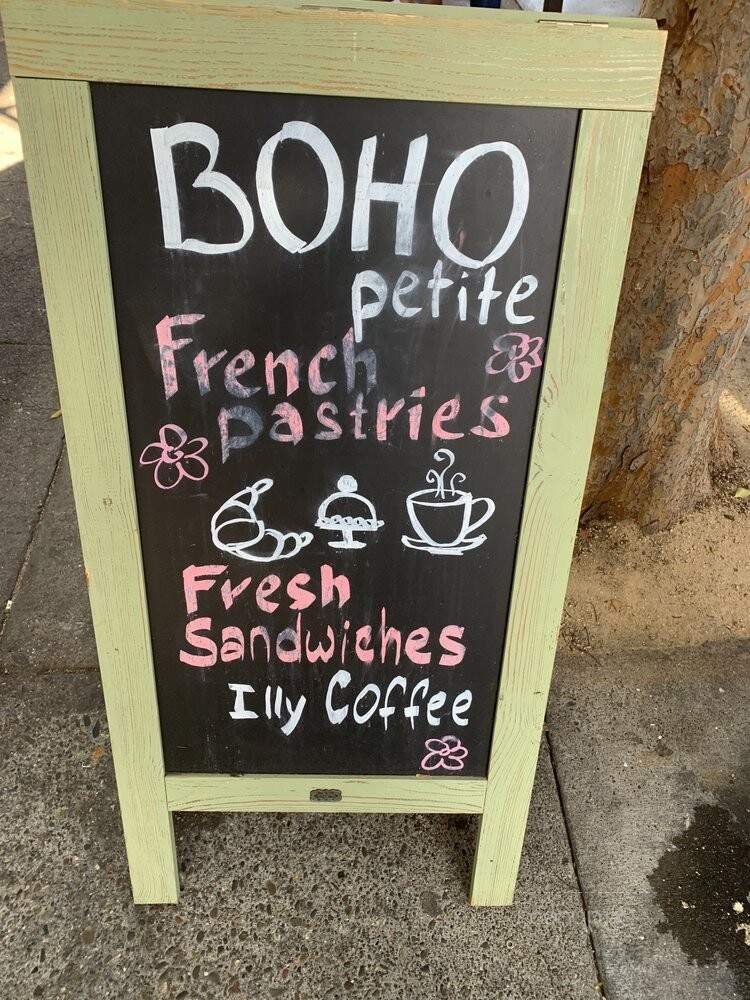 BOHO
petite
French
pastries
Fresh
Sandwiches
Illy Coffee